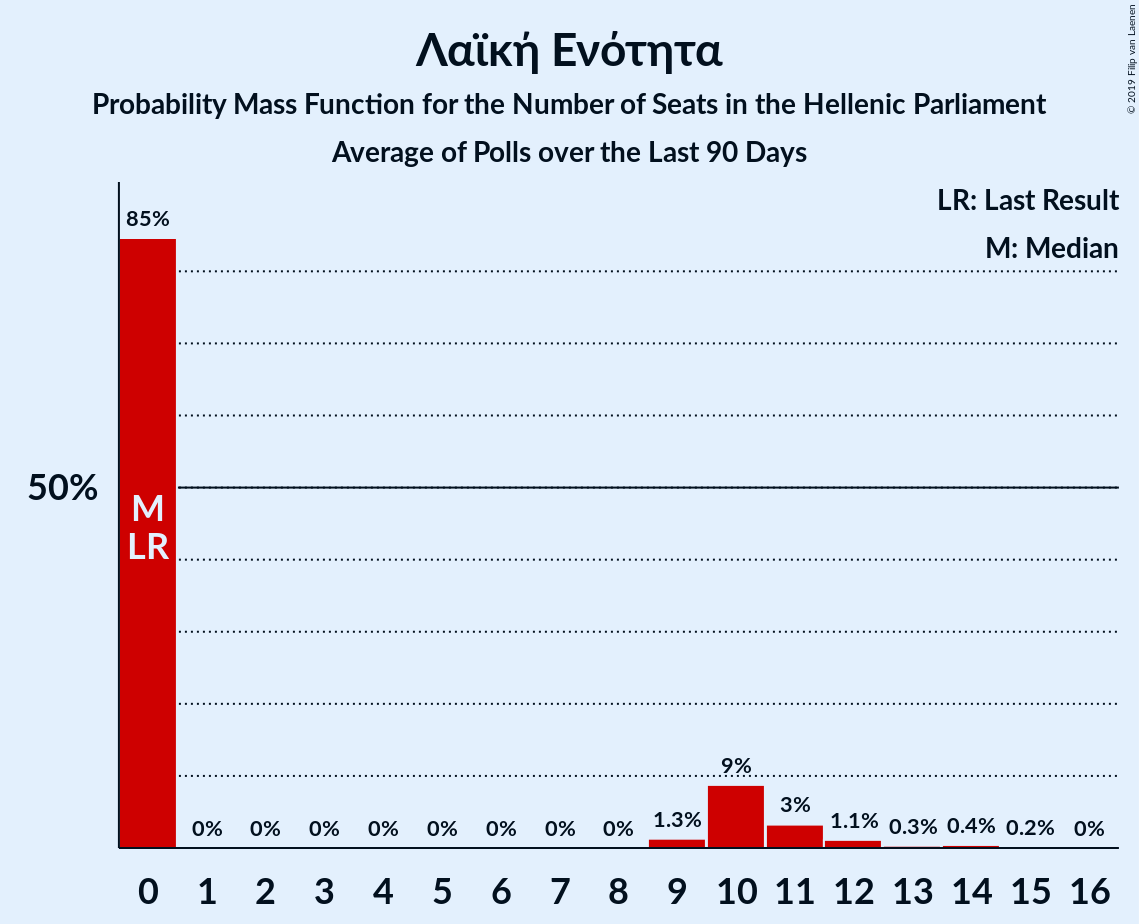 Λαϊκή Ενότητα
Probability Mass Function for the Number of Seats in the Hellenic Parliament
Average of Polls over the Last 90 Days
© 2019 Filip van Laenen
LR: Last Result
M: Median
85%
50%
M
LR
0% 0% 0% 0% 0% 0% 0% 0% 1.3% 9% 3% 1.1% 0.3% 0.4% 0.2% 0%
0 1 2 3 4 5 6 7 8 9 10 11 12 13 14 15 16